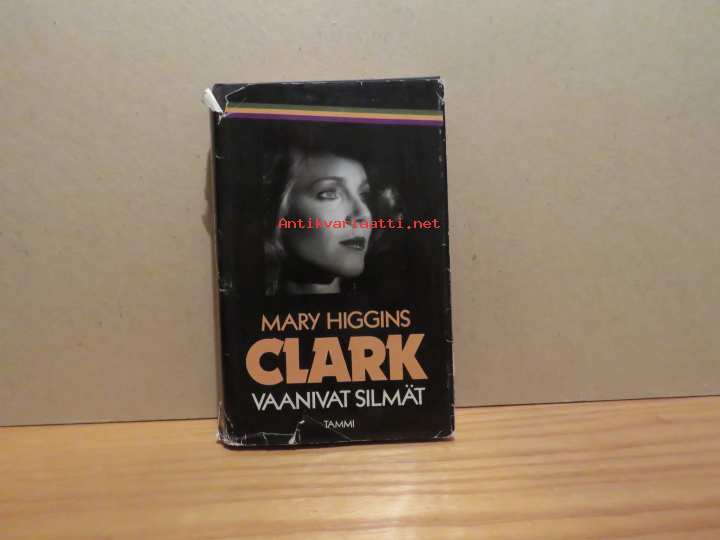 Antikvariaatti.net
MARY HIGGINS
CLARK
VAANIVAT SILMÄT
TAMMI